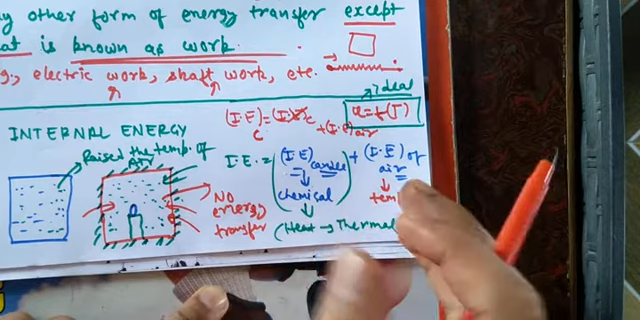 y other form of energy transfer except
at is known as work.
g., electric work, shaft work, etc.
Ideal
(I.E)c = (I.E)c + (I.E)air
u = f(T)
INTERNAL ENERGY
Raised the temp. of
Air
I.E. = (I.E) candle + (I.E) of
air
chemical
temp
(Heat → Thermal
No
energy
transfer